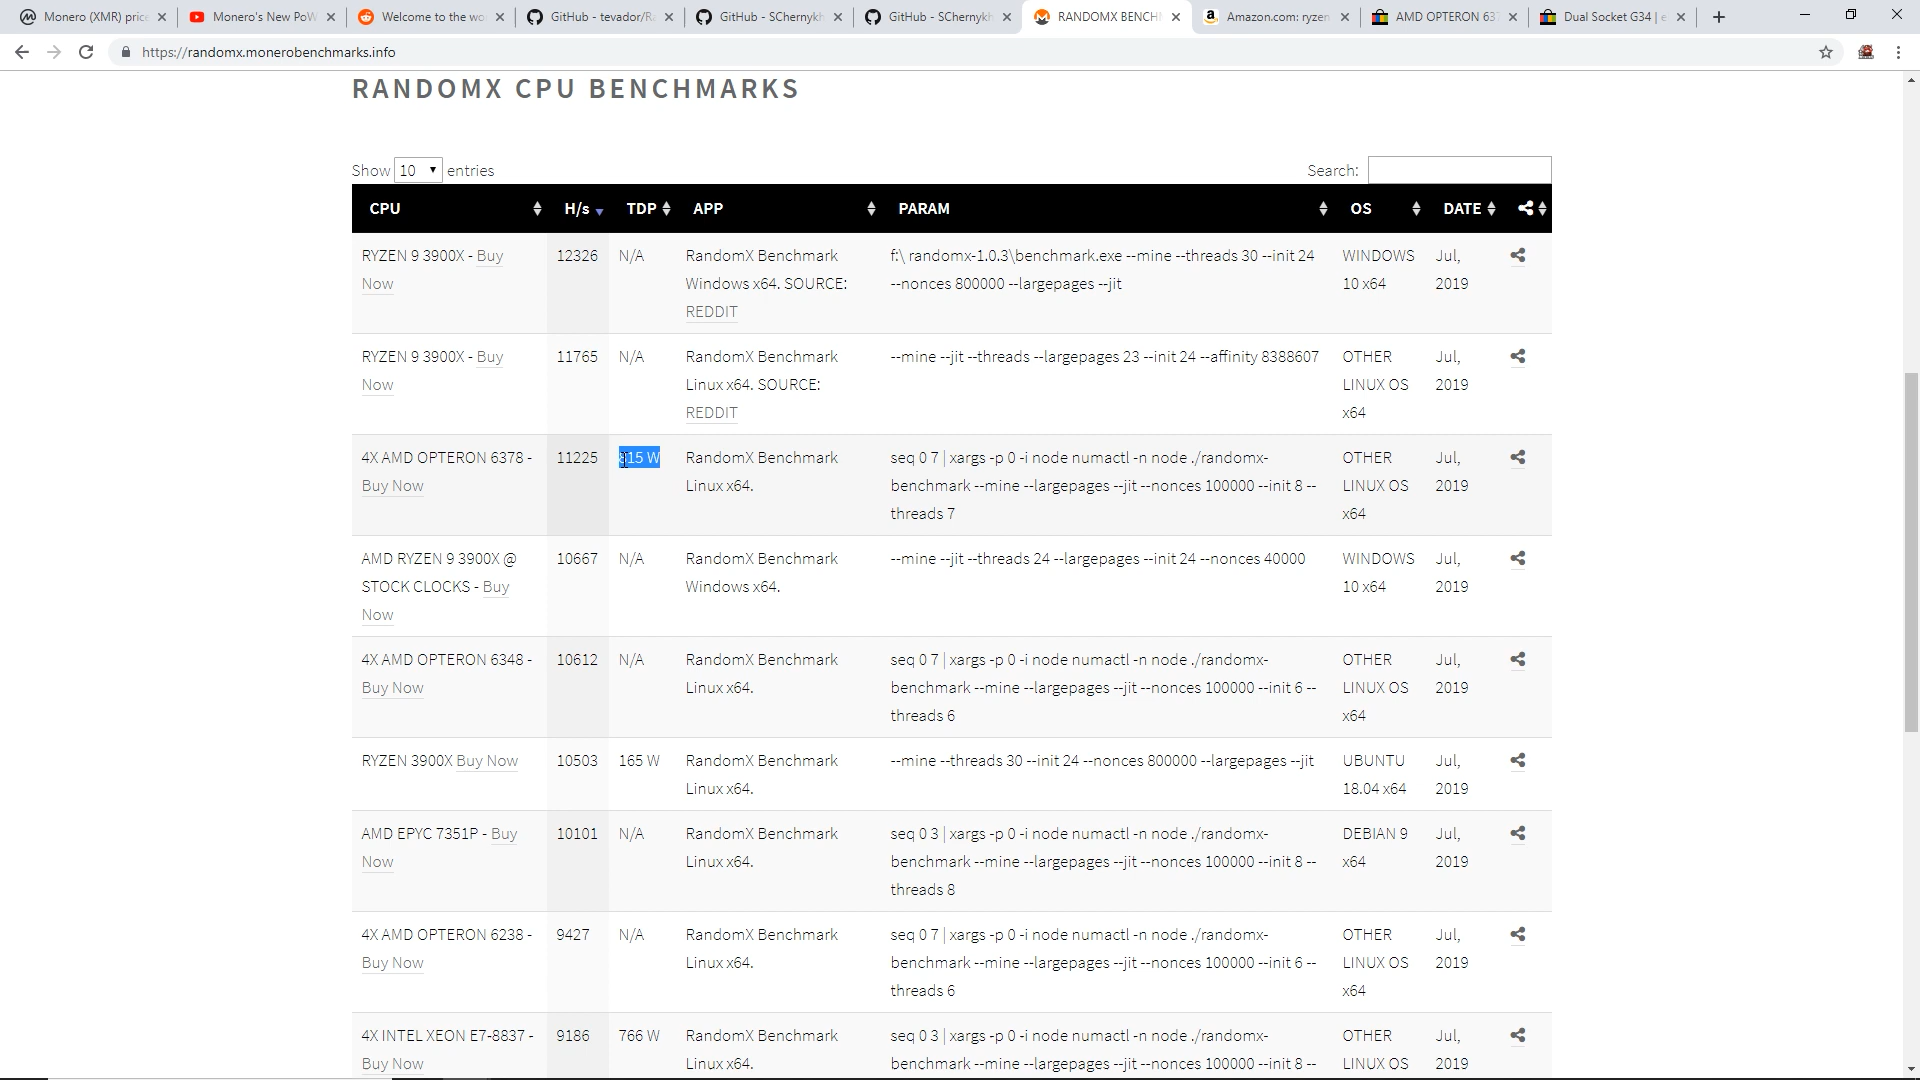 Monero (XMR) price
Monero's New PoW
Welcome to the wo
GitHub - tevador/Ra
GitHub - SChernykh
GitHub - SChernykh
RANDOMX BENCH
Amazon.com: ryzen
AMD OPTERON 637
Dual Socket G34 | e
https://randomx.monerobenchmarks.info
RANDOMX CPU BENCHMARKS
Show 10 entries
Search:
CPU H/s TDP APP PARAM OS DATE
RYZEN 9 3900X - Buy 12326 N/A RandomX Benchmark f:\ randomx-1.0.3\benchmark.exe --mine --threads 30 --init 24 WINDOWS Jul,
Now Windows x64. SOURCE: --nonces 800000 --largepages --jit 10 x64 2019
REDDIT
RYZEN 9 3900X - Buy 11765 N/A RandomX Benchmark --mine --jit --threads --largepages 23 --init 24 --affinity 8388607 OTHER Jul,
Now Linux x64. SOURCE: LINUX OS 2019
REDDIT x64
4X AMD OPTERON 6378 - 11225 815 W RandomX Benchmark seq 0 7 | xargs -p 0 -i node numactl -n node ./randomx- OTHER Jul,
Buy Now Linux x64. benchmark --mine --largepages --jit --nonces 100000 --init 8 -- LINUX OS 2019
threads 7 x64
AMD RYZEN 9 3900X @ 10667 N/A RandomX Benchmark --mine --jit --threads 24 --largepages --init 24 --nonces 40000 WINDOWS Jul,
STOCK CLOCKS - Buy Windows x64. 10 x64 2019
Now
4X AMD OPTERON 6348 - 10612 N/A RandomX Benchmark seq 0 7 | xargs -p 0 -i node numactl -n node ./randomx- OTHER Jul,
Buy Now Linux x64. benchmark --mine --largepages --jit --nonces 100000 --init 6 -- LINUX OS 2019
threads 6 x64
RYZEN 3900X Buy Now 10503 165 W RandomX Benchmark --mine --threads 30 --init 24 --nonces 800000 --largepages --jit UBUNTU Jul,
Linux x64. 18.04 x64 2019
AMD EPYC 7351P - Buy 10101 N/A RandomX Benchmark seq 0 3 | xargs -p 0 -i node numactl -n node ./randomx- DEBIAN 9 Jul,
Now Linux x64. benchmark --mine --largepages --jit --nonces 100000 --init 8 -- x64 2019
threads 8
4X AMD OPTERON 6238 - 9427 N/A RandomX Benchmark seq 0 7 | xargs -p 0 -i node numactl -n node ./randomx- OTHER Jul,
Buy Now Linux x64. benchmark --mine --largepages --jit --nonces 100000 --init 6 -- LINUX OS 2019
threads 6 x64
4X INTEL XEON E7-8837 - 9186 766 W RandomX Benchmark seq 0 3 | xargs -p 0 -i node numactl -n node ./randomx- OTHER Jul,
Buy Now Linux x64. benchmark --mine --largepages --jit --nonces 100000 --init 8 -- LINUX OS 2019